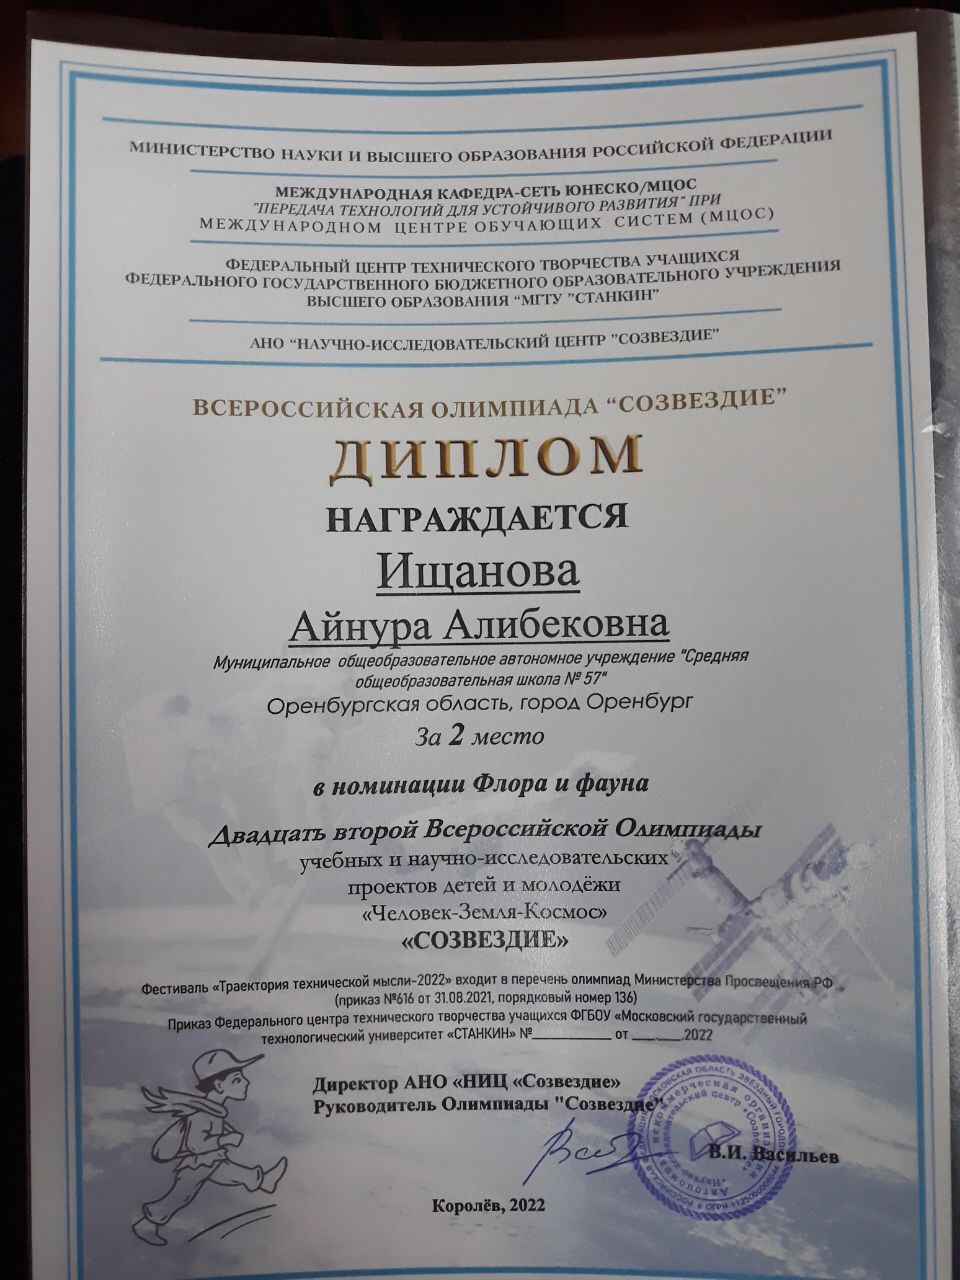 МИНИСТЕРСТВО НАУКИ И ВЫСШЕГО ОБРАЗОВАНИЯ РОССИЙСКОЙ ФЕДЕРАЦИИ
МЕЖДУНАРОДНАЯ КАФЕДРА-СЕТЬ ЮНЕСКО/МЦОС
"ПЕРЕДАЧА ТЕХНОЛОГИЙ ДЛЯ УСТОЙЧИВОГО РАЗВИТИЯ" ПРИ
МЕЖДУНАРОДНОМ ЦЕНТРЕ ОБУЧАЮЩИХ СИСТЕМ (МЦОС)
ФЕДЕРАЛЬНЫЙ ЦЕНТР ТЕХНИЧЕСКОГО ТВОРЧЕСТВА УЧАЩИХСЯ
ФЕДЕРАЛЬНОГО ГОСУДАРСТВЕННОГО БЮДЖЕТНОГО ОБРАЗОВАТЕЛЬНОГО УЧРЕЖДЕНИЯ
ВЫСШЕГО ОБРАЗОВАНИЯ “МГТУ "СТАНКИН”
АНО “НАУЧНО-ИССЛЕДОВАТЕЛЬСКИЙ ЦЕНТР "СОЗВЕЗДИЕ”
ВСЕРОССИЙСКАЯ ОЛИМПИАДА “СОЗВЕЗДИЕ”
ДИПЛОМ
НАГРАЖДАЕТСЯ
Ищанова
Айнура Алибековна
Муниципальное общеобразовательное автономное учреждение "Средняя
общеобразовательная школа № 57"
Оренбургская область, город Оренбург
За 2 место
в номинации Флора и фауна
Двадцать второй Всероссийской Олимпиады
учебных и научно-исследовательских
проектов детей и молодёжи
«Человек-Земля-Космос»
«СОЗВЕЗДИЕ»
Фестиваль «Траектория технической мысли-2022» входит в перечень олимпиад Министерства Просвещения РФ
(приказ №616 от 31.08.2021, порядковый номер 136)
Приказ Федерального центра технического творчества учащихся ФГБОУ «Московский государственный
технологический университет «СТАНКИН» №____________ от ___.____.2022
Директор АНО «НИЦ «Созвездие»
Руководитель Олимпиады "Созвездие"
В.И. Васильев
Королёв, 2022